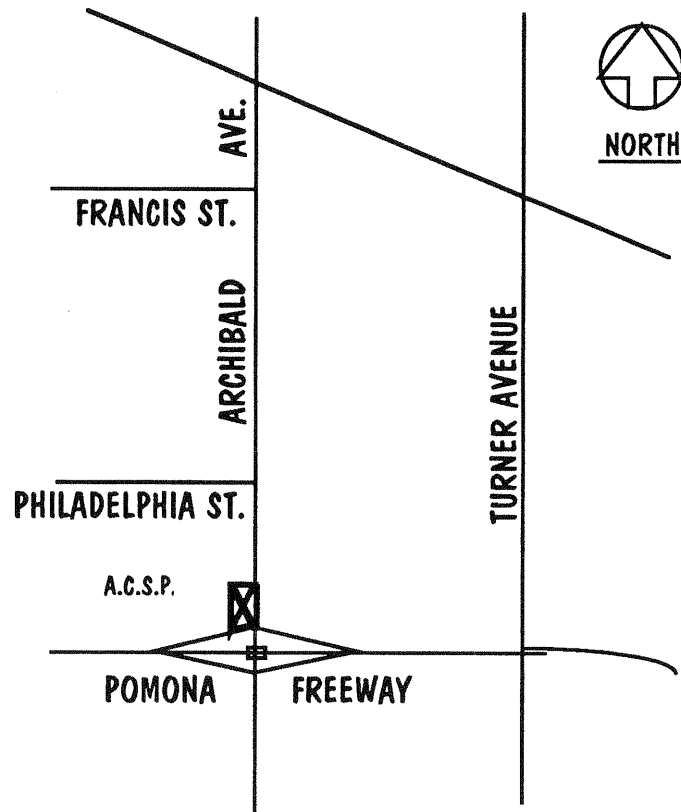 NORTH
AVE.
FRANCIS ST.
ARCHIBALD
TURNER AVENUE
PHILADELPHIA ST.
A.C.S.P.
POMONA FREEWAY